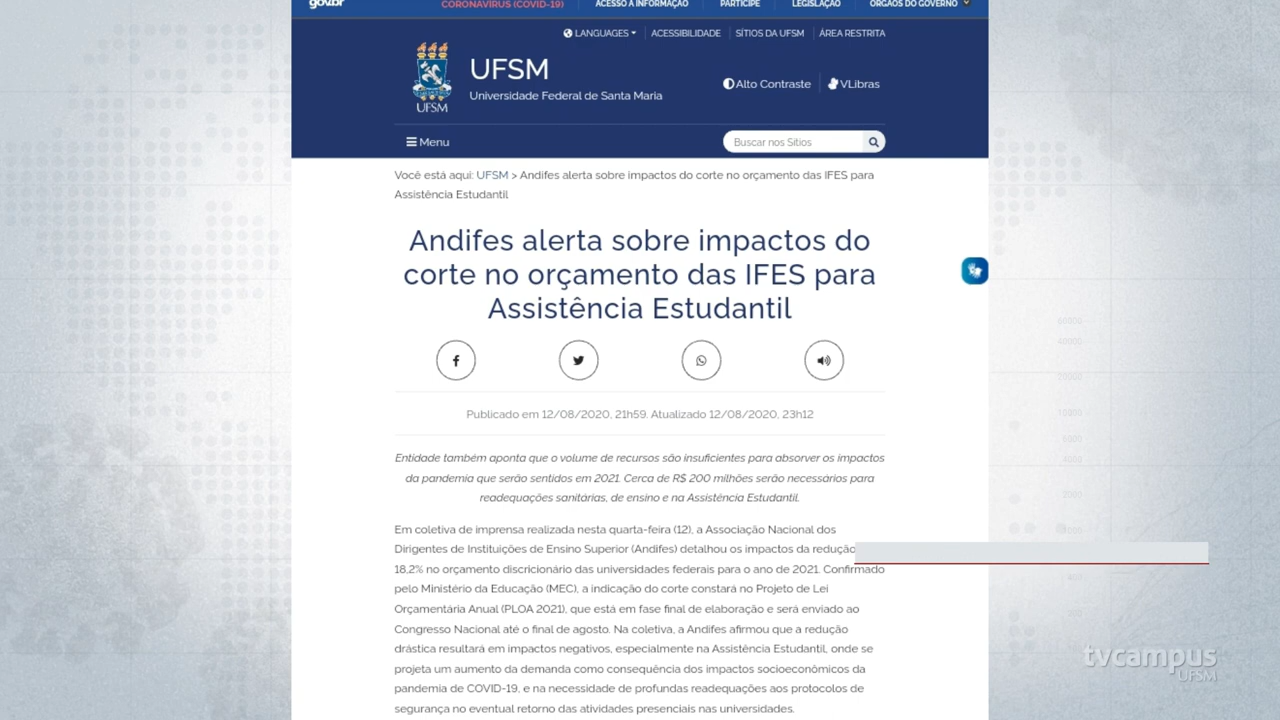 gov.br
CORONAVÍRUS (COVID-19)
ACESSO À INFORMAÇÃO
PARTICIPE
LEGISLAÇÃO
ÓRGÃOS DO GOVERNO
LANGUAGES
ACESSIBILIDADE
SÍTIOS DA UFSM
ÁREA RESTRITA
UFSM
UFSM
Universidade Federal de Santa Maria
Alto Contraste
VLibras
Menu
Buscar nos Sítios
Você está aqui: UFSM > Andifes alerta sobre impactos do corte no orçamento das IFES para
Assistência Estudantil
Andifes alerta sobre impactos do
corte no orçamento das IFES para
Assistência Estudantil
Publicado em 12/08/2020, 21h59. Atualizado 12/08/2020, 23h12
Entidade também aponta que o volume de recursos são insuficientes para absorver os impactos
da pandemia que serão sentidos em 2021. Cerca de R$ 200 milhões serão necessários para
readequações sanitárias, de ensino e na Assistência Estudantil.
Em coletiva de imprensa realizada nesta quarta-feira (12), a Associação Nacional dos
Dirigentes de Instituições de Ensino Superior (Andifes) detalhou os impactos da redução
18,2% no orçamento discricionário das universidades federais para o ano de 2021. Confirmado
pelo Ministério da Educação (MEC), a indicação do corte constará no Projeto de Lei
Orçamentária Anual (PLOA 2021), que está em fase final de elaboração e será enviado ao
Congresso Nacional até o final de agosto. Na coletiva, a Andifes afirmou que a redução
drástica resultará em impactos negativos, especialmente na Assistência Estudantil, onde se
projeta um aumento da demanda como consequência dos impactos socioeconômicos da
pandemia de COVID-19, e na necessidade de profundas readequações aos protocolos de
segurança no eventual retorno das atividades presenciais nas universidades.
60000
40000
20000
10000
6000
4000
2000
1000
tvcampus
UFSM